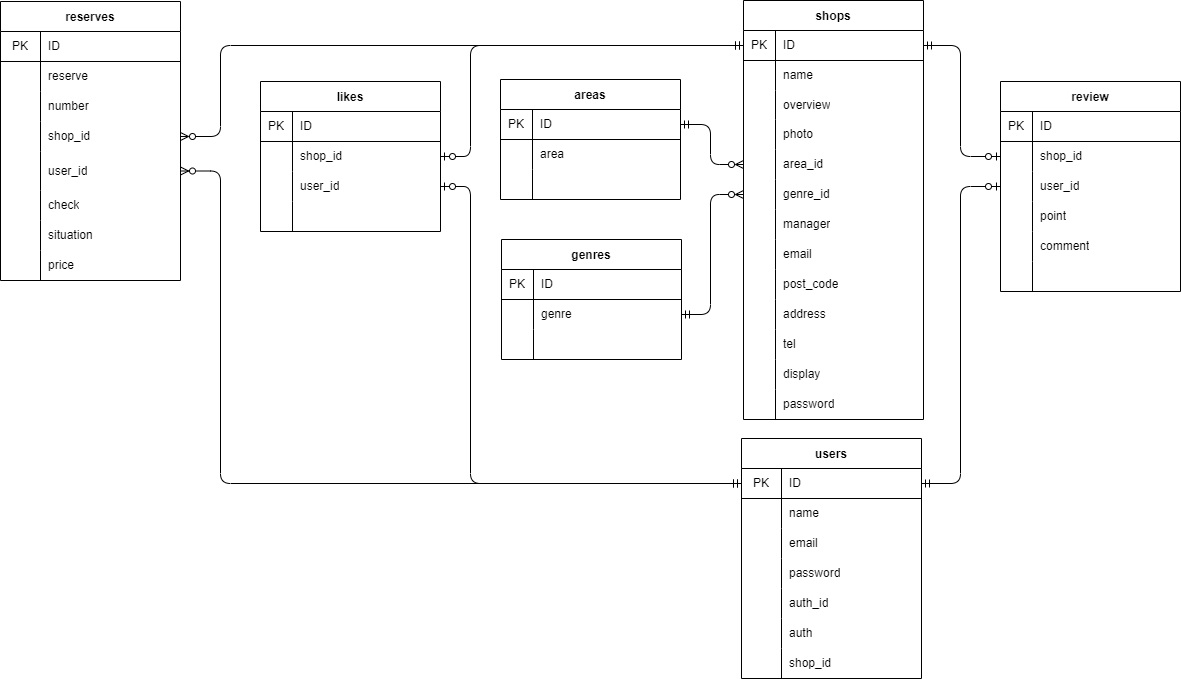 reserves
PK ID
reserve
number
shop_id
user_id
check
situation
price
likes
PK ID
shop_id
user_id
areas
PK ID
area
genres
PK ID
genre
shops
PK ID
name
overview
photo
area_id
genre_id
manager
email
post_code
address
tel
display
password
users
PK ID
name
email
password
auth_id
auth
shop_id
review
PK ID
shop_id
user_id
point
comment